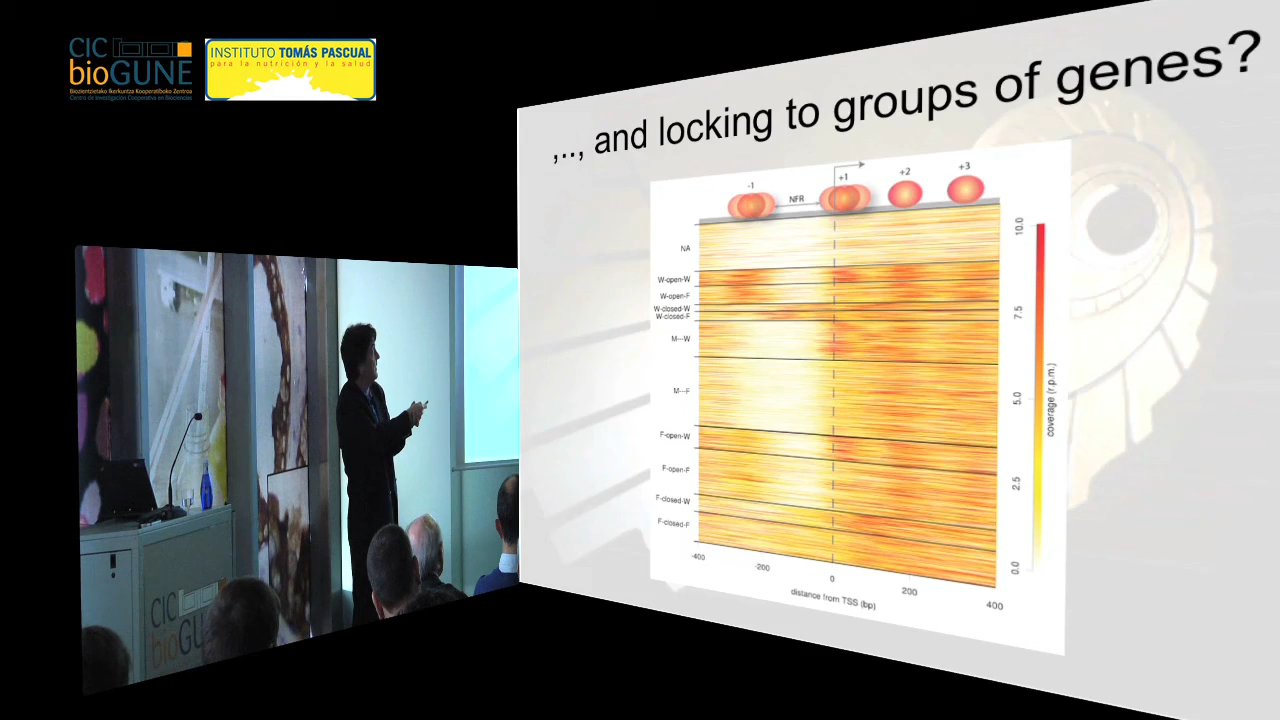 CIC
bioGUNE
Biozientzietako Ikerkuntza Kooperatiboko Zentroa
Centro de Investigación Cooperativa en Biociencias
INSTITUTO TOMÁS PASCUAL
para la nutrición y la salud
,.., and locking to groups of genes?
-1
NFR
+1
+2
+3
NA
W-open-W
W-open-F
W-closed-W
W-closed-F
M---W
M---F
F-open-W
F-open-F
F-closed-W
F-closed-F
-400
-200
0
200
400
distance from TSS (bp)
10.0
7.5
5.0
2.5
0.0
coverage (r.p.m.)
CIC
bioGU